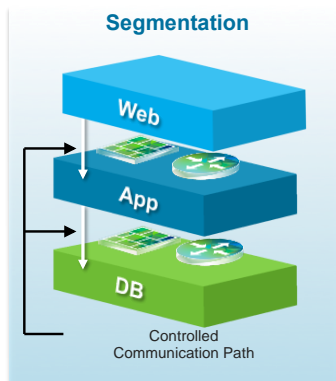 Segmentation
Web
App
DB
Controlled
Communication Path